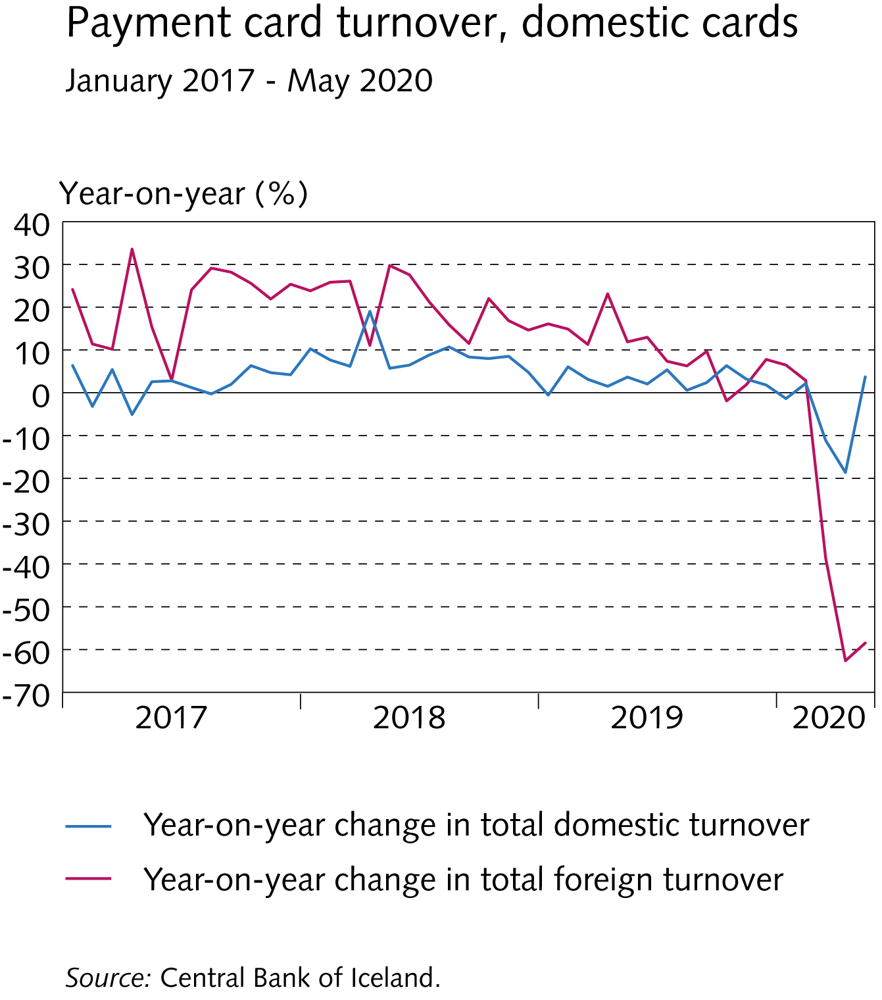 Payment card turnover, domestic cards
January 2017 - May 2020
Year-on-year (%)
40
30
20
10
0
-10
-20
-30
-40
-50
-60
-70
2017 2018 2019 2020
Year-on-year change in total domestic turnover
Year-on-year change in total foreign turnover
Source: Central Bank of Iceland.